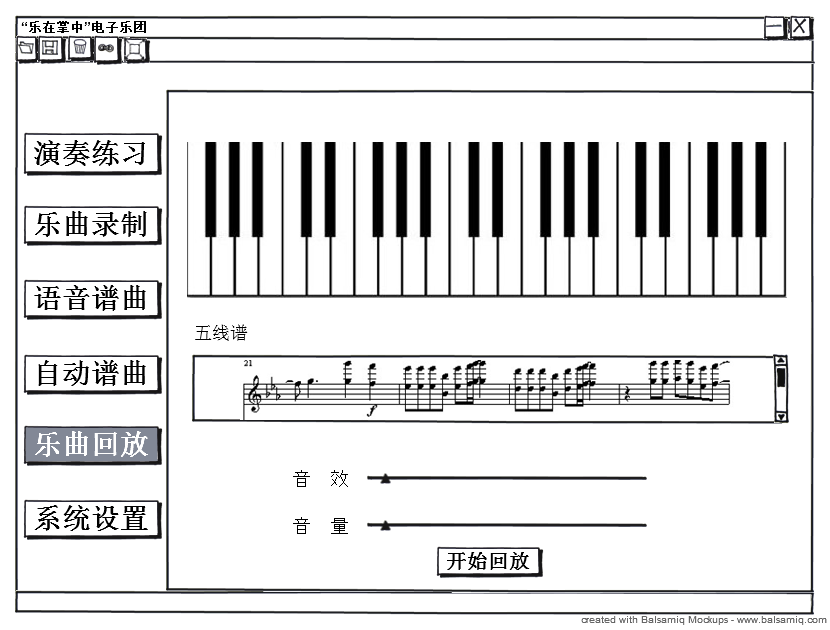 “乐在掌中”电子乐团
演奏练习
乐曲录制
语音谱曲
自动谱曲
乐曲回放
系统设置
五线谱
21
f
音 效
音 量
开始回放
created with Balsamiq Mockups - www.balsamiq.com